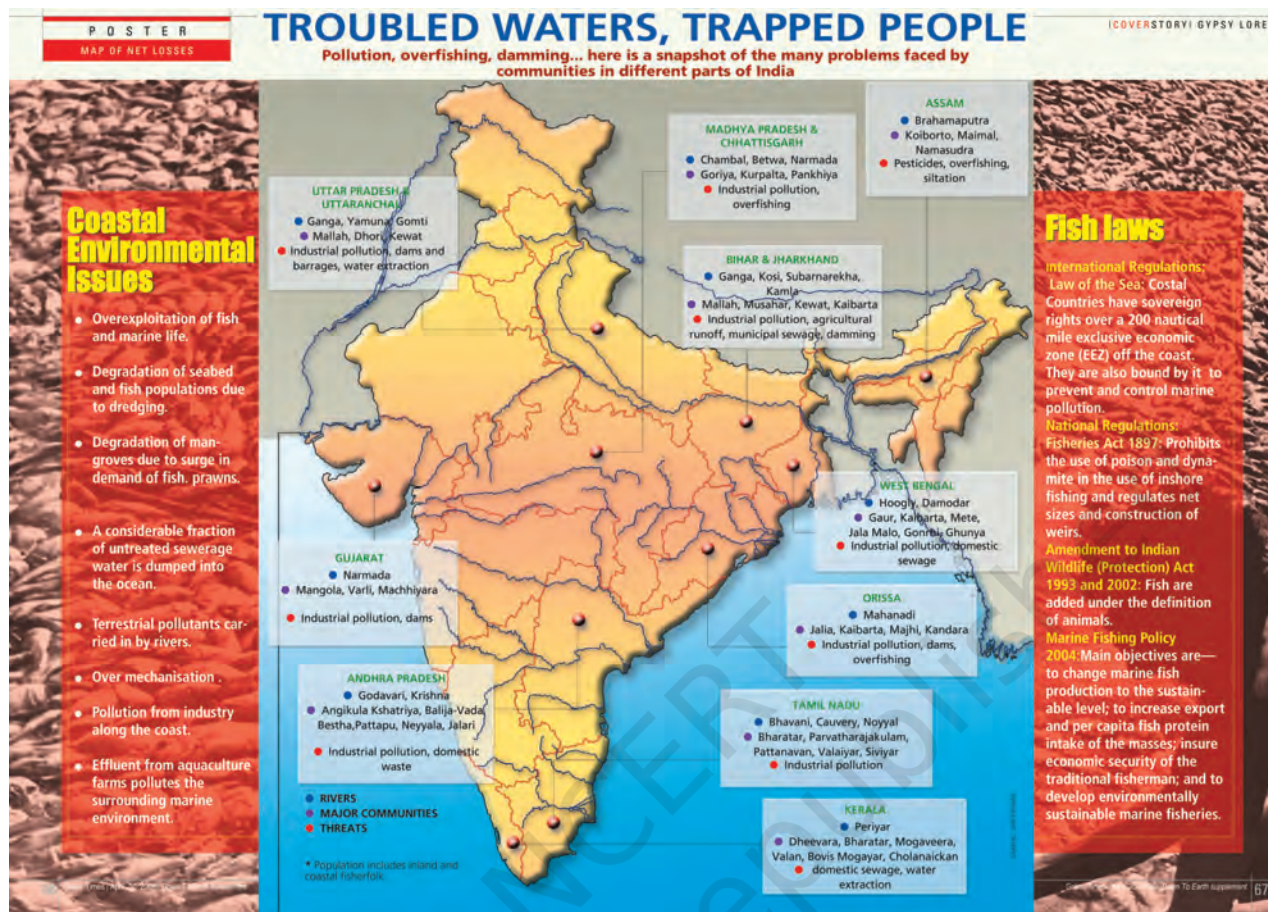 POSTER
MAP OF NET LOSSES
TROUBLED WATERS, TRAPPED PEOPLE
|COVERSTORY| GYPSY LORE
Pollution, overfishing, damming... here is a snapshot of the many problems faced by
communities in different parts of India
Coastal
Environmental
Issues
• Overexploitation of fish
and marine life.
• Degradation of seabed
and fish populations due
to dredging.
• Degradation of man-
groves due to surge in
demand of fish. prawns.
• A considerable fraction
of untreated sewerage
water is dumped into
the ocean.
• Terrestrial pollutants car-
ried in by rivers.
• Over mechanisation .
• Pollution from industry
along the coast.
• Effluent from aquaculture
farms pollutes the
surrounding marine
environment.
UTTAR PRADESH &
UTTARANCHAL
Ganga, Yamuna, Gomti
Mallah, Dhori, Kewat
Industrial pollution, dams and
barrages, water extraction
MADHYA PRADESH &
CHHATTISGARH
Chambal, Betwa, Narmada
Goriya, Kurpalta, Pankhiya
Industrial pollution,
overfishing
ASSAM
Brahamaputra
Koiborto, Maimal,
Namasudra
Pesticides, overfishing,
siltation
BIHAR & JHARKHAND
Ganga, Kosi, Subarnarekha,
Kamla
Mallah, Musahar, Kewat, Kaibarta
Industrial pollution, agricultural
runoff, municipal sewage, damming
WEST BENGAL
Hoogly, Damodar
Gaur, Kaibarta, Mete,
Jala Malo, Gonrhi, Ghunya
Industrial pollution, domestic
sewage
GUJARAT
Narmada
Mangola, Varli, Machhiyara
Industrial pollution, dams
ORISSA
Mahanadi
Jalia, Kaibarta, Majhi, Kandara
Industrial pollution, dams,
overfishing
ANDHRA PRADESH
Godavari, Krishna
Angikula Kshatriya, Balija-Vada,
Bestha,Pattapu, Neyyala, Jalari
Industrial pollution, domestic
waste
TAMIL NADU
Bhavani, Cauvery, Noyyal
Bharatar, Parvatharajakulam,
Pattanavan, Valaiyar, Siviyar
Industrial pollution
KERALA
Periyar
Dheevara, Bharatar, Mogaveera,
Valan, Bovis Mogayar, Cholanaickan
domestic sewage, water
extraction
RIVERS
MAJOR COMMUNITIES
THREATS
* Population includes inland and
coastal fisherfolk
Fish laws
International Regulations;
Law of the Sea: Costal
Countries have sovereign
rights over a 200 nautical
mile exclusive economic
zone (EEZ) off the coast.
They are also bound by it to
prevent and control marine
pollution.
National Regulations:
Fisheries Act 1897: Prohibits
the use of poison and dyna-
mite in the use of inshore
fishing and regulates net
sizes and construction of
weirs.
Amendment to Indian
Wildlife (Protection) Act
1993 and 2002: Fish are
added under the definition
of animals.
Marine Fishing Policy
2004:Main objectives are—
to change marine fish
production to the sustain-
able level; to increase export
and per capita fish protein
intake of the masses; insure
economic security of the
traditional fisherman; and to
develop environmentally
sustainable marine fisheries.
Down To Earth supplement 67
NCERT